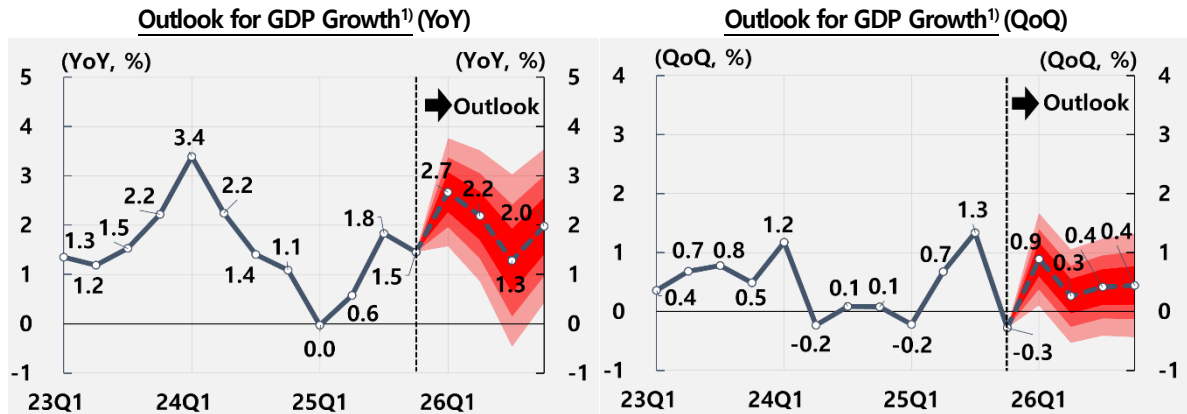 Outlook for GDP Growth1) (YoY)
(YoY, %) (YoY, %)
5 5
Outlook
4 4
3.4
3 3
2.7
2.2 2.2 2.2
2.0
2 2
1.8
1.5
1.3 1.1
1 1
1.2 1.4 1.5 1.3
0.6
0 0
0.0
-1 -1
23Q1 24Q1 25Q1 26Q1
Outlook for GDP Growth1) (QoQ)
(QoQ, %) (QoQ, %)
4 4
Outlook
3 3
2 2
1.2 1.3
1 1
0.7 0.8 0.7 0.9 0.4 0.4
0.4 0.5 0.1 0.1 0.3
0 0
-0.2 -0.2 -0.3
-1 -1
23Q1 24Q1 25Q1 26Q1